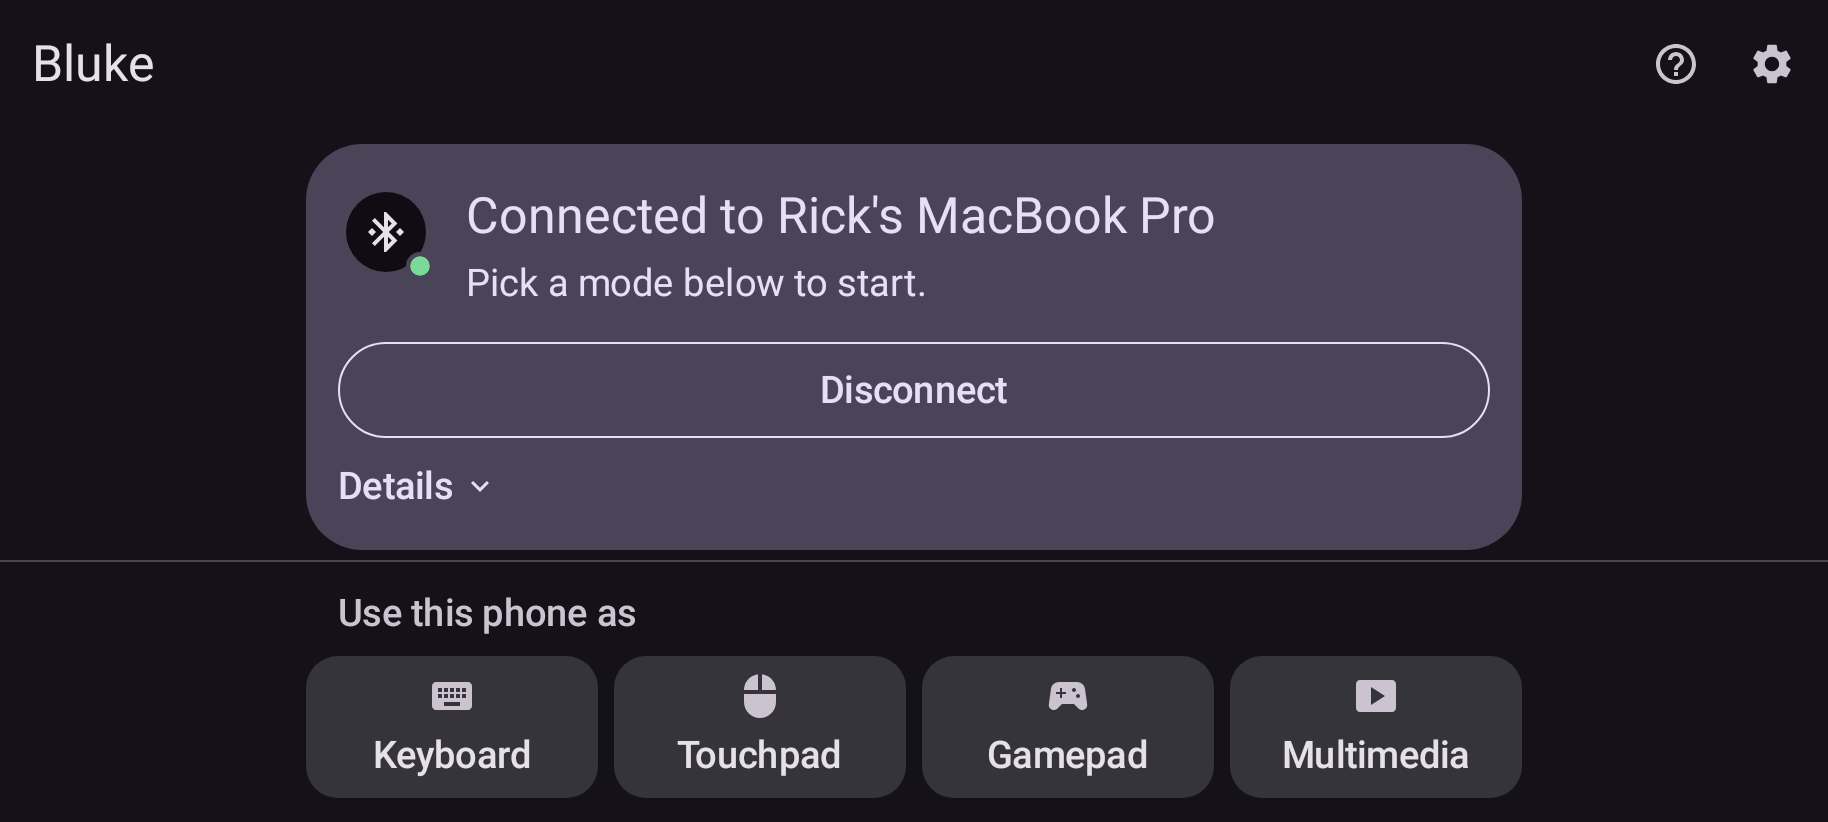 Bluke
Connected to Rick's MacBook Pro
Pick a mode below to start.
Disconnect
Details
Use this phone as
Keyboard
Touchpad
Gamepad
Multimedia